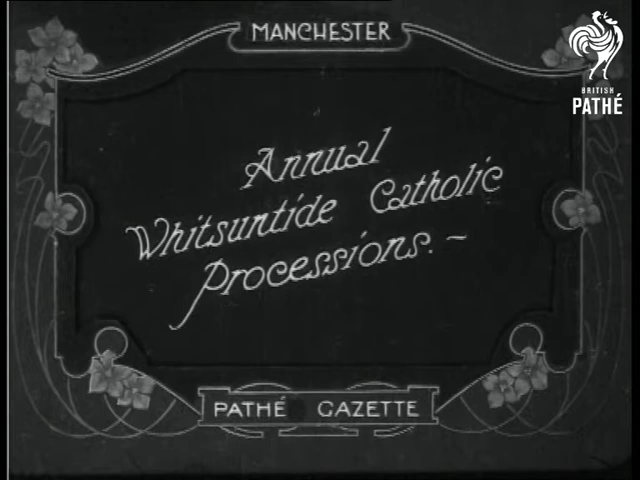 MANCHESTER
BRITISH
PATHÉ
Annual
Whitsuntide Catholic
Processions. ~
PATHÉ GAZETTE